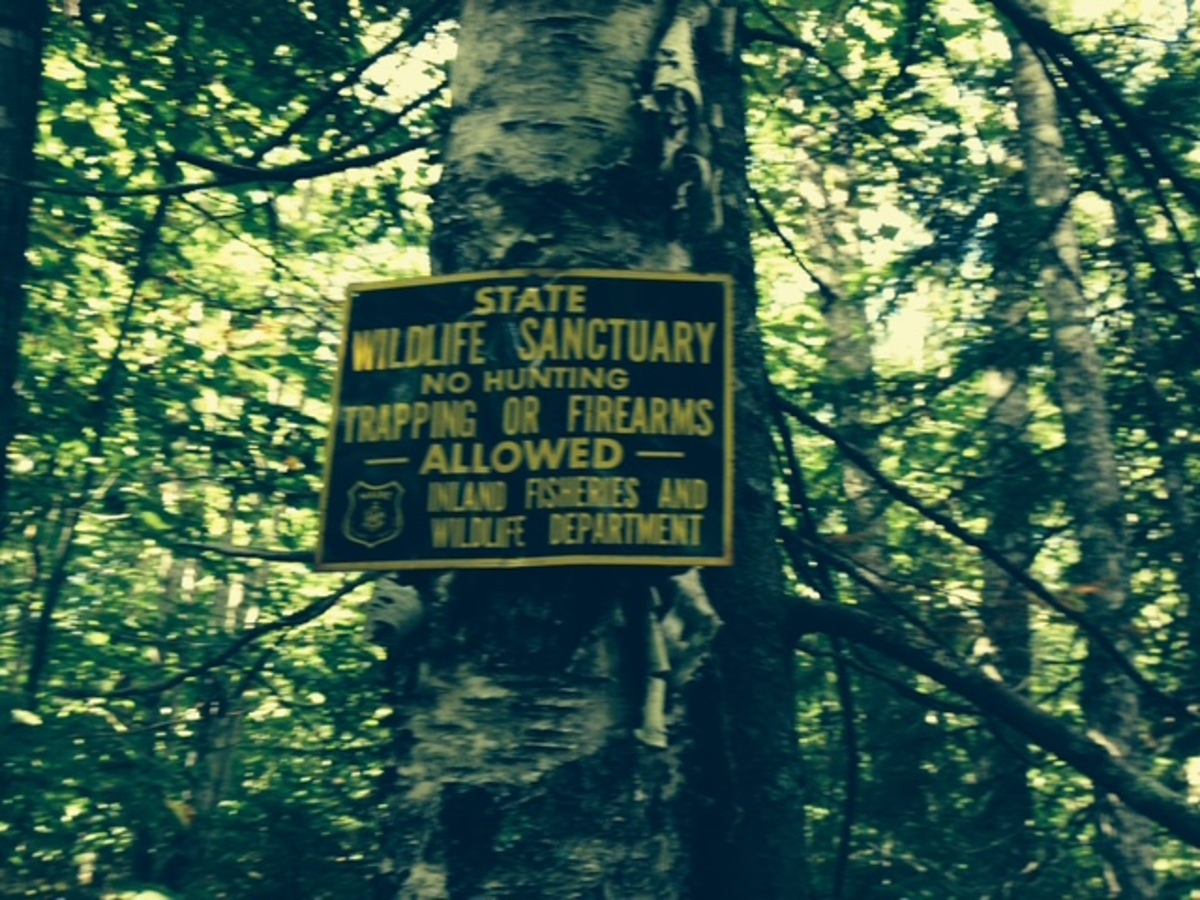 STATE
WILDLIFE SANCTUARY
NO HUNTING
TRAPPING OR FIREARMS
— ALLOWED —
INLAND FISHERIES AND
WILDLIFE DEPARTMENT